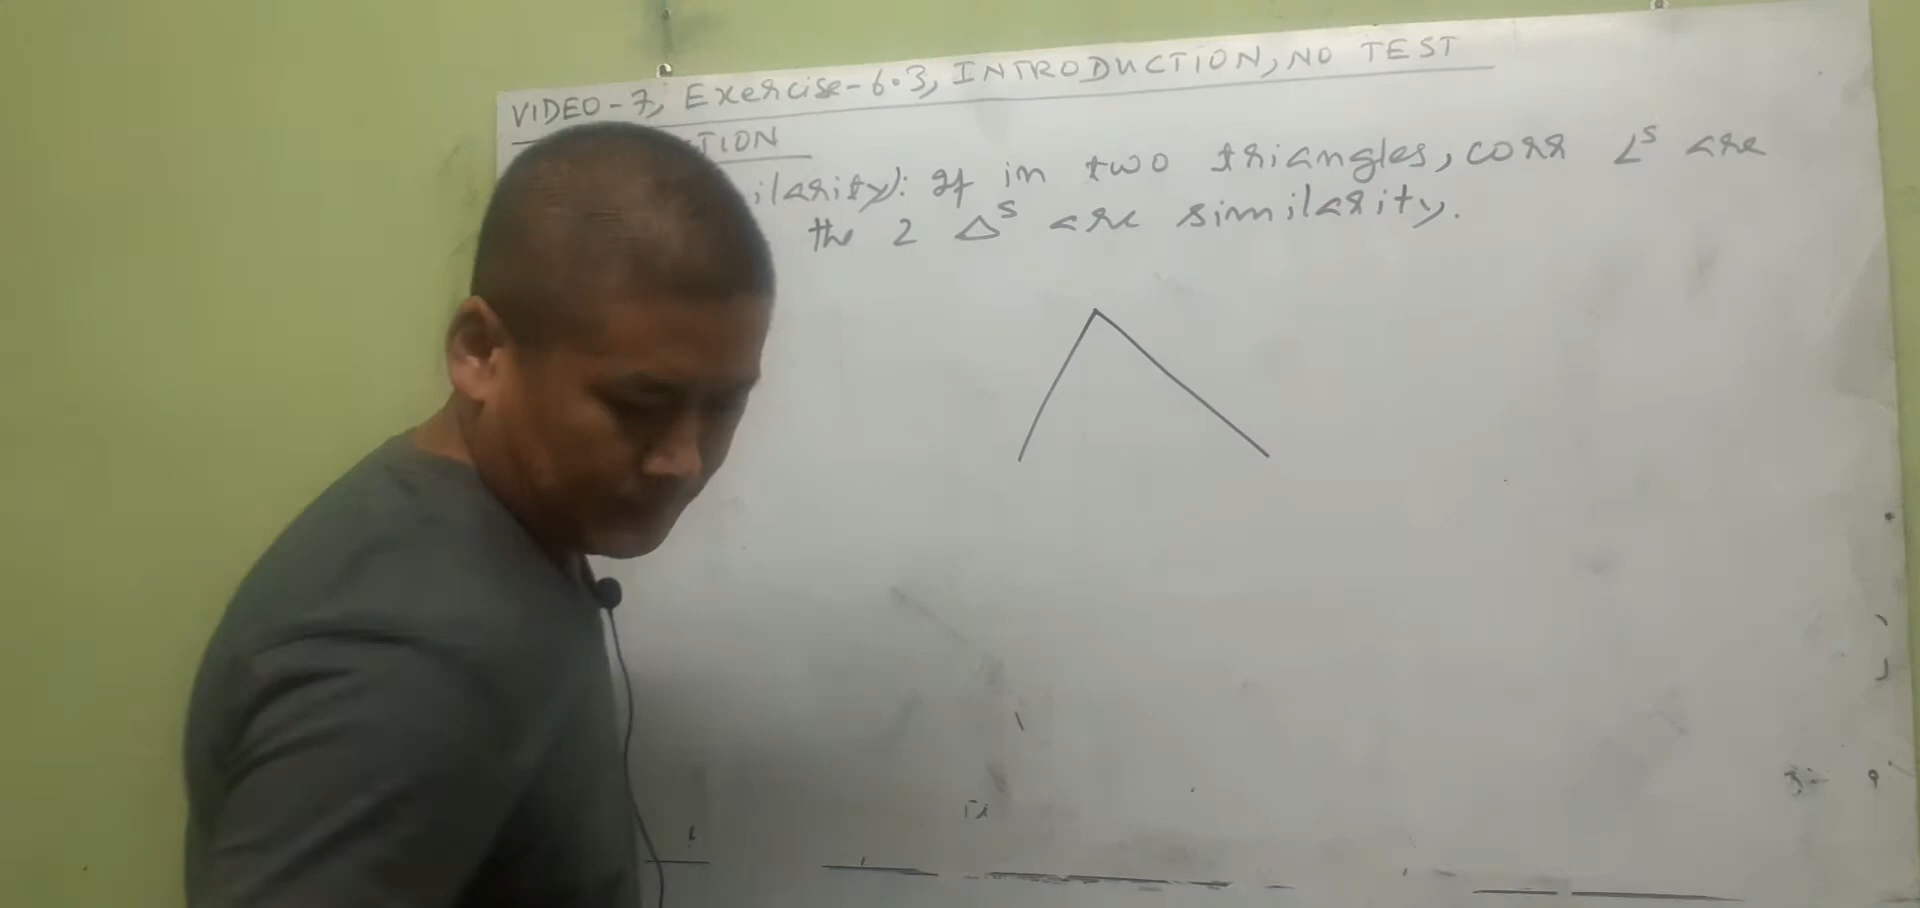 VIDEO-7, Exercise-6.3, INTRODUCTION, NO TEST
TION
ilarity): If in two triangles, corr ∠s are
the 2 △s are similarity.